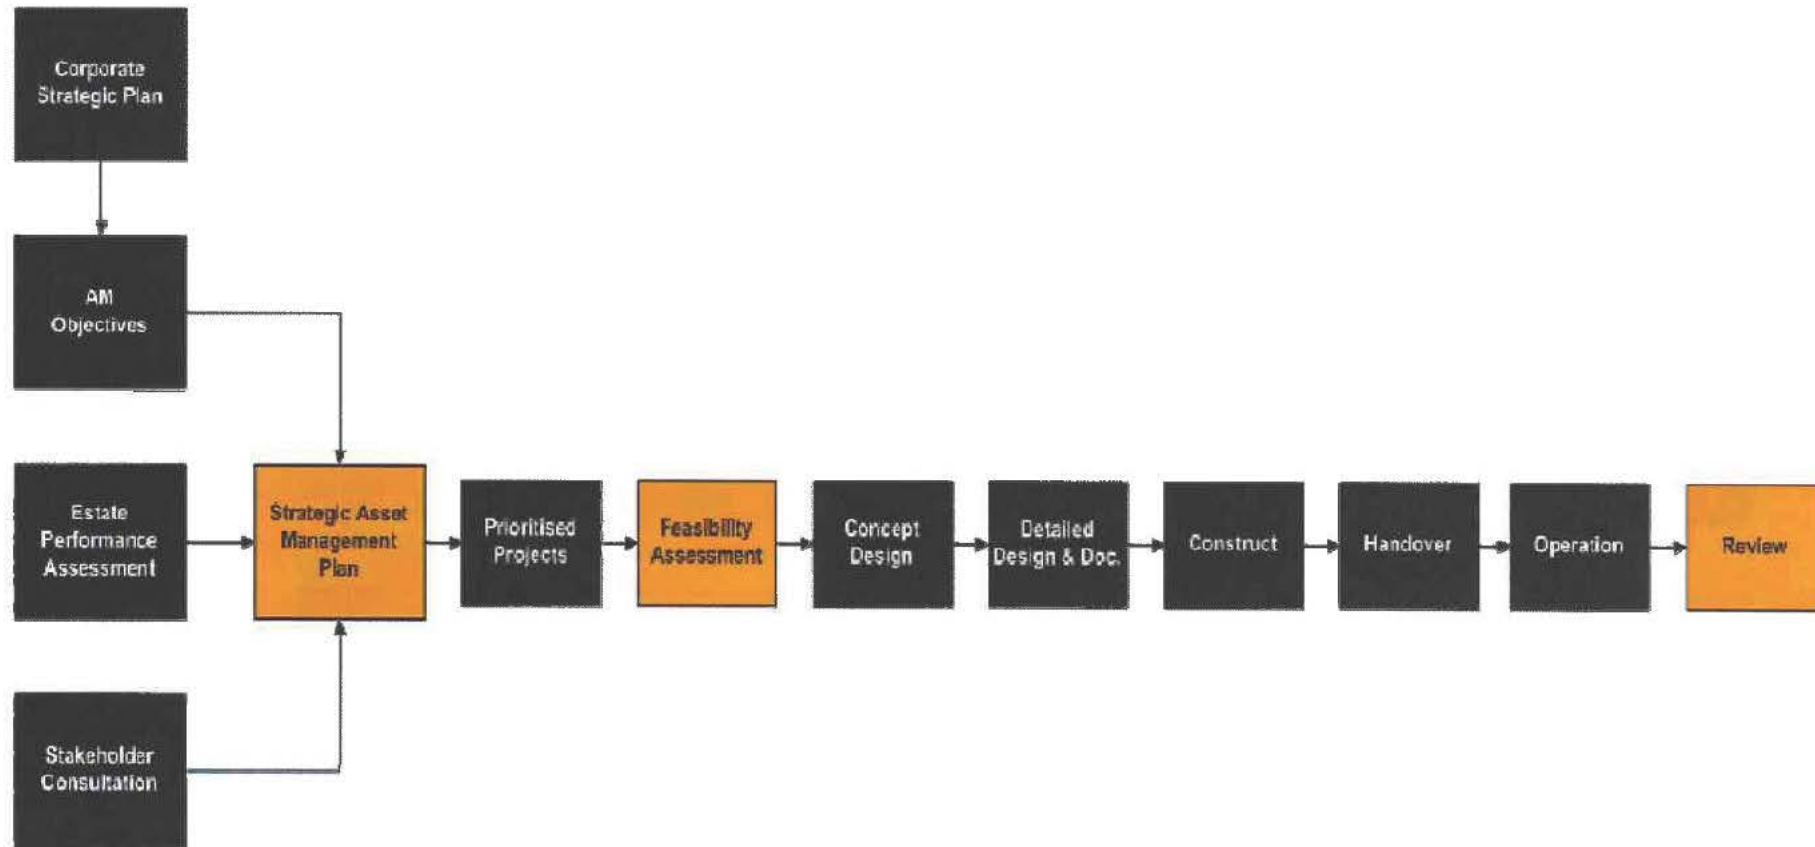 Corporate
Strategic Plan
AM
Objectives
Estate
Performance
Assessment
Strategic Asset
Management
Plan
Prioritised
Projects
Feasibility
Assessment
Concept
Design
Detailed
Design & Doc.
Construct
Handover
Operation
Review
Stakeholder
Consultation